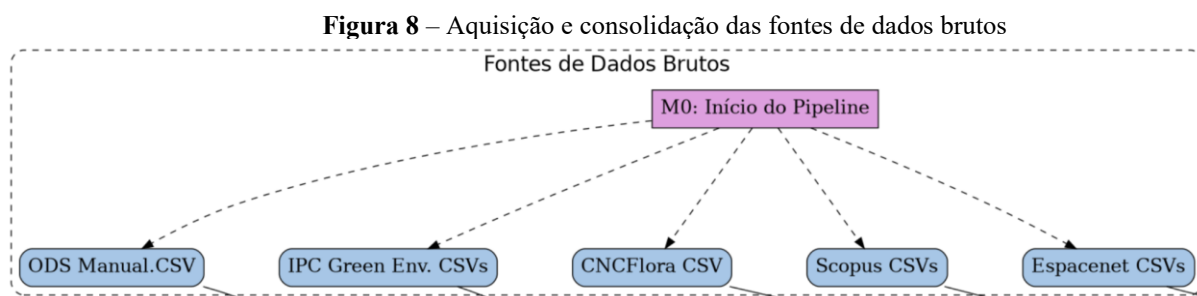 Figura 8 – Aquisição e consolidação das fontes de dados brutos
Fontes de Dados Brutos
M0: Início do Pipeline
ODS Manual.CSV
IPC Green Env. CSVs
CNCFlora CSV
Scopus CSVs
Espacenet CSVs